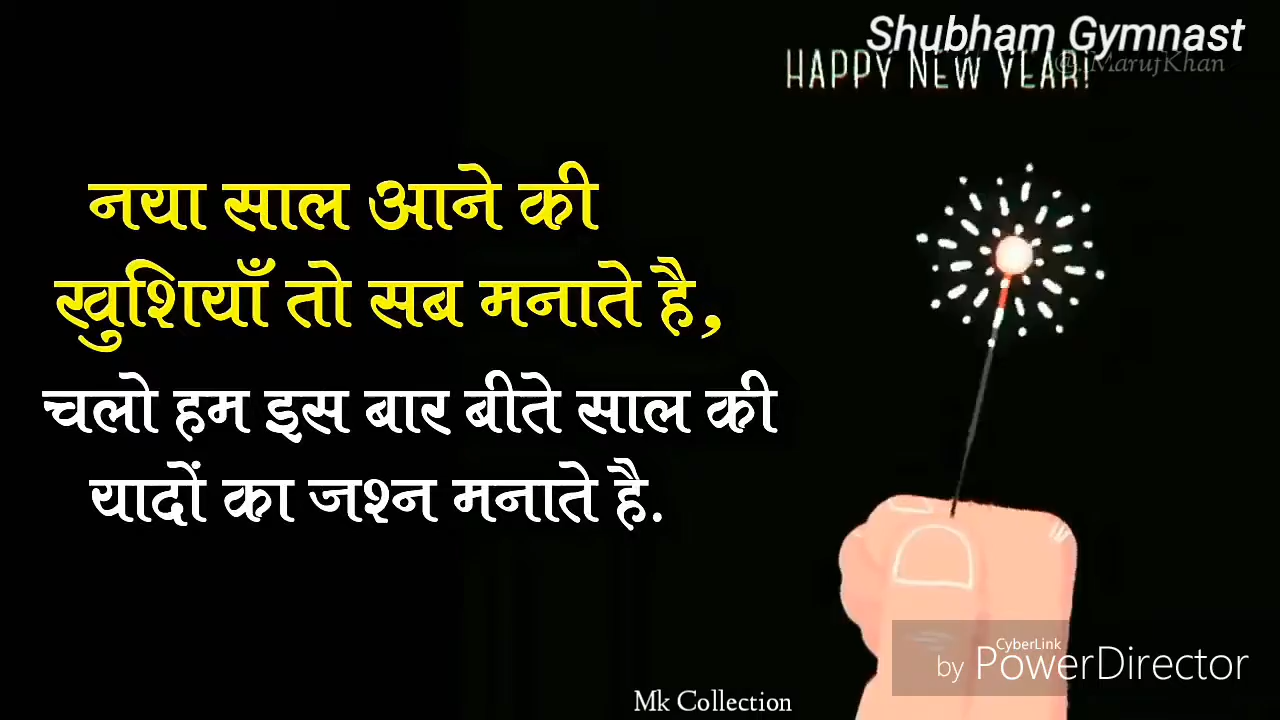 Shubham Gymnast
HAPPY NEW YEAR!
MarufKhan
नया साल आने की
खुशियाँ तो सब मनाते है,
चलो हम इस बार बीते साल की
यादों का जश्न मनाते है.
CyberLink
by PowerDirector
Mk Collection